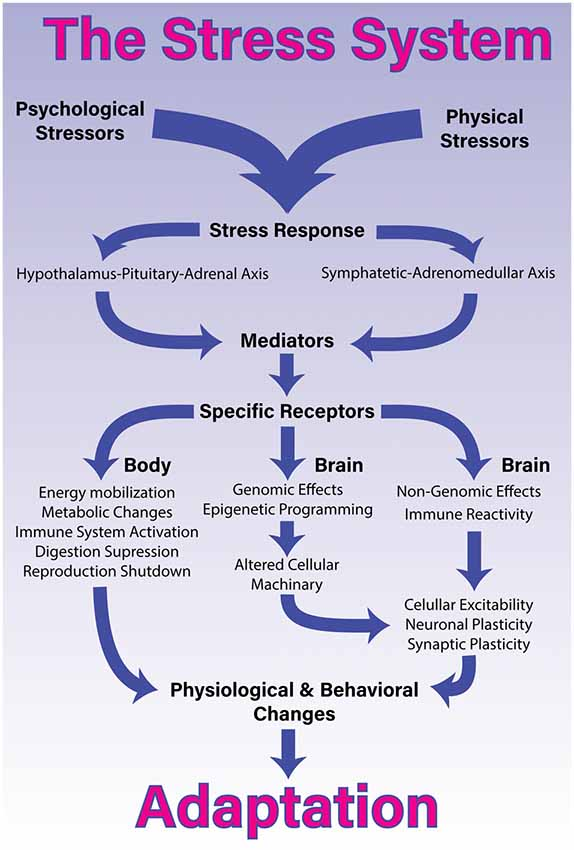 The Stress System
Psychological
Stressors
Physical
Stressors
Stress Response
Hypothalamus-Pituitary-Adrenal Axis
Symphatetic-Adrenomedullar Axis
Mediators
Specific Receptors
Body
Energy mobilization
Metabolic Changes
Immune System Activation
Digestion Supression
Reproduction Shutdown
Brain
Genomic Effects
Epigenetic Programming
Altered Cellular
Machinary
Brain
Non-Genomic Effects
Immune Reactivity
Celullar Excitability
Neuronal Plasticity
Synaptic Plasticity
Physiological & Behavioral
Changes
Adaptation